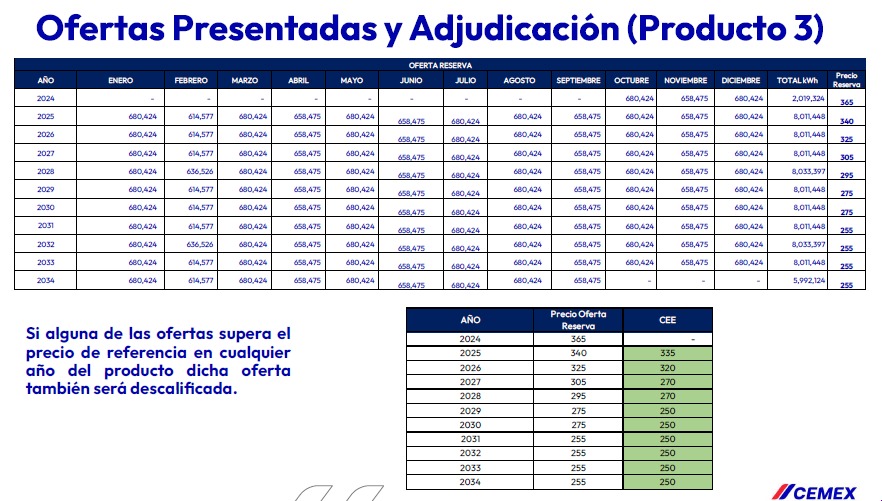 Ofertas Presentadas y Adjudicación (Producto 3)
OFERTA RESERVA
AÑO ENERO FEBRERO MARZO ABRIL MAYO JUNIO JULIO AGOSTO SEPTIEMBRE OCTUBRE NOVIEMBRE DICIEMBRE TOTAL kWh Precio Reserva
2024 - - - - - - - - - 680,424 658,475 680,424 2,019,324 365
2025 680,424 614,577 680,424 658,475 680,424 658,475 680,424 680,424 658,475 680,424 658,475 680,424 8,011,448 340
2026 680,424 614,577 680,424 658,475 680,424 658,475 680,424 680,424 658,475 680,424 658,475 680,424 8,011,448 325
2027 680,424 614,577 680,424 658,475 680,424 658,475 680,424 680,424 658,475 680,424 658,475 680,424 8,011,448 305
2028 680,424 636,526 680,424 658,475 680,424 658,475 680,424 680,424 658,475 680,424 658,475 680,424 8,033,397 295
2029 680,424 614,577 680,424 658,475 680,424 658,475 680,424 680,424 658,475 680,424 658,475 680,424 8,011,448 275
2030 680,424 614,577 680,424 658,475 680,424 658,475 680,424 680,424 658,475 680,424 658,475 680,424 8,011,448 275
2031 680,424 614,577 680,424 658,475 680,424 658,475 680,424 680,424 658,475 680,424 658,475 680,424 8,011,448 255
2032 680,424 636,526 680,424 658,475 680,424 658,475 680,424 680,424 658,475 680,424 658,475 680,424 8,033,397 255
2033 680,424 614,577 680,424 658,475 680,424 658,475 680,424 680,424 658,475 680,424 658,475 680,424 8,011,448 255
2034 680,424 614,577 680,424 658,475 680,424 658,475 680,424 680,424 658,475 - - - 5,992,124 255
Si alguna de las ofertas supera el
precio de referencia en cualquier
año del producto dicha oferta
también será descalificada.
AÑO Precio Oferta Reserva CEE
2024 365 -
2025 340 335
2026 325 320
2027 305 270
2028 295 270
2029 275 250
2030 275 250
2031 255 250
2032 255 250
2033 255 250
2034 255 250
CEMEX